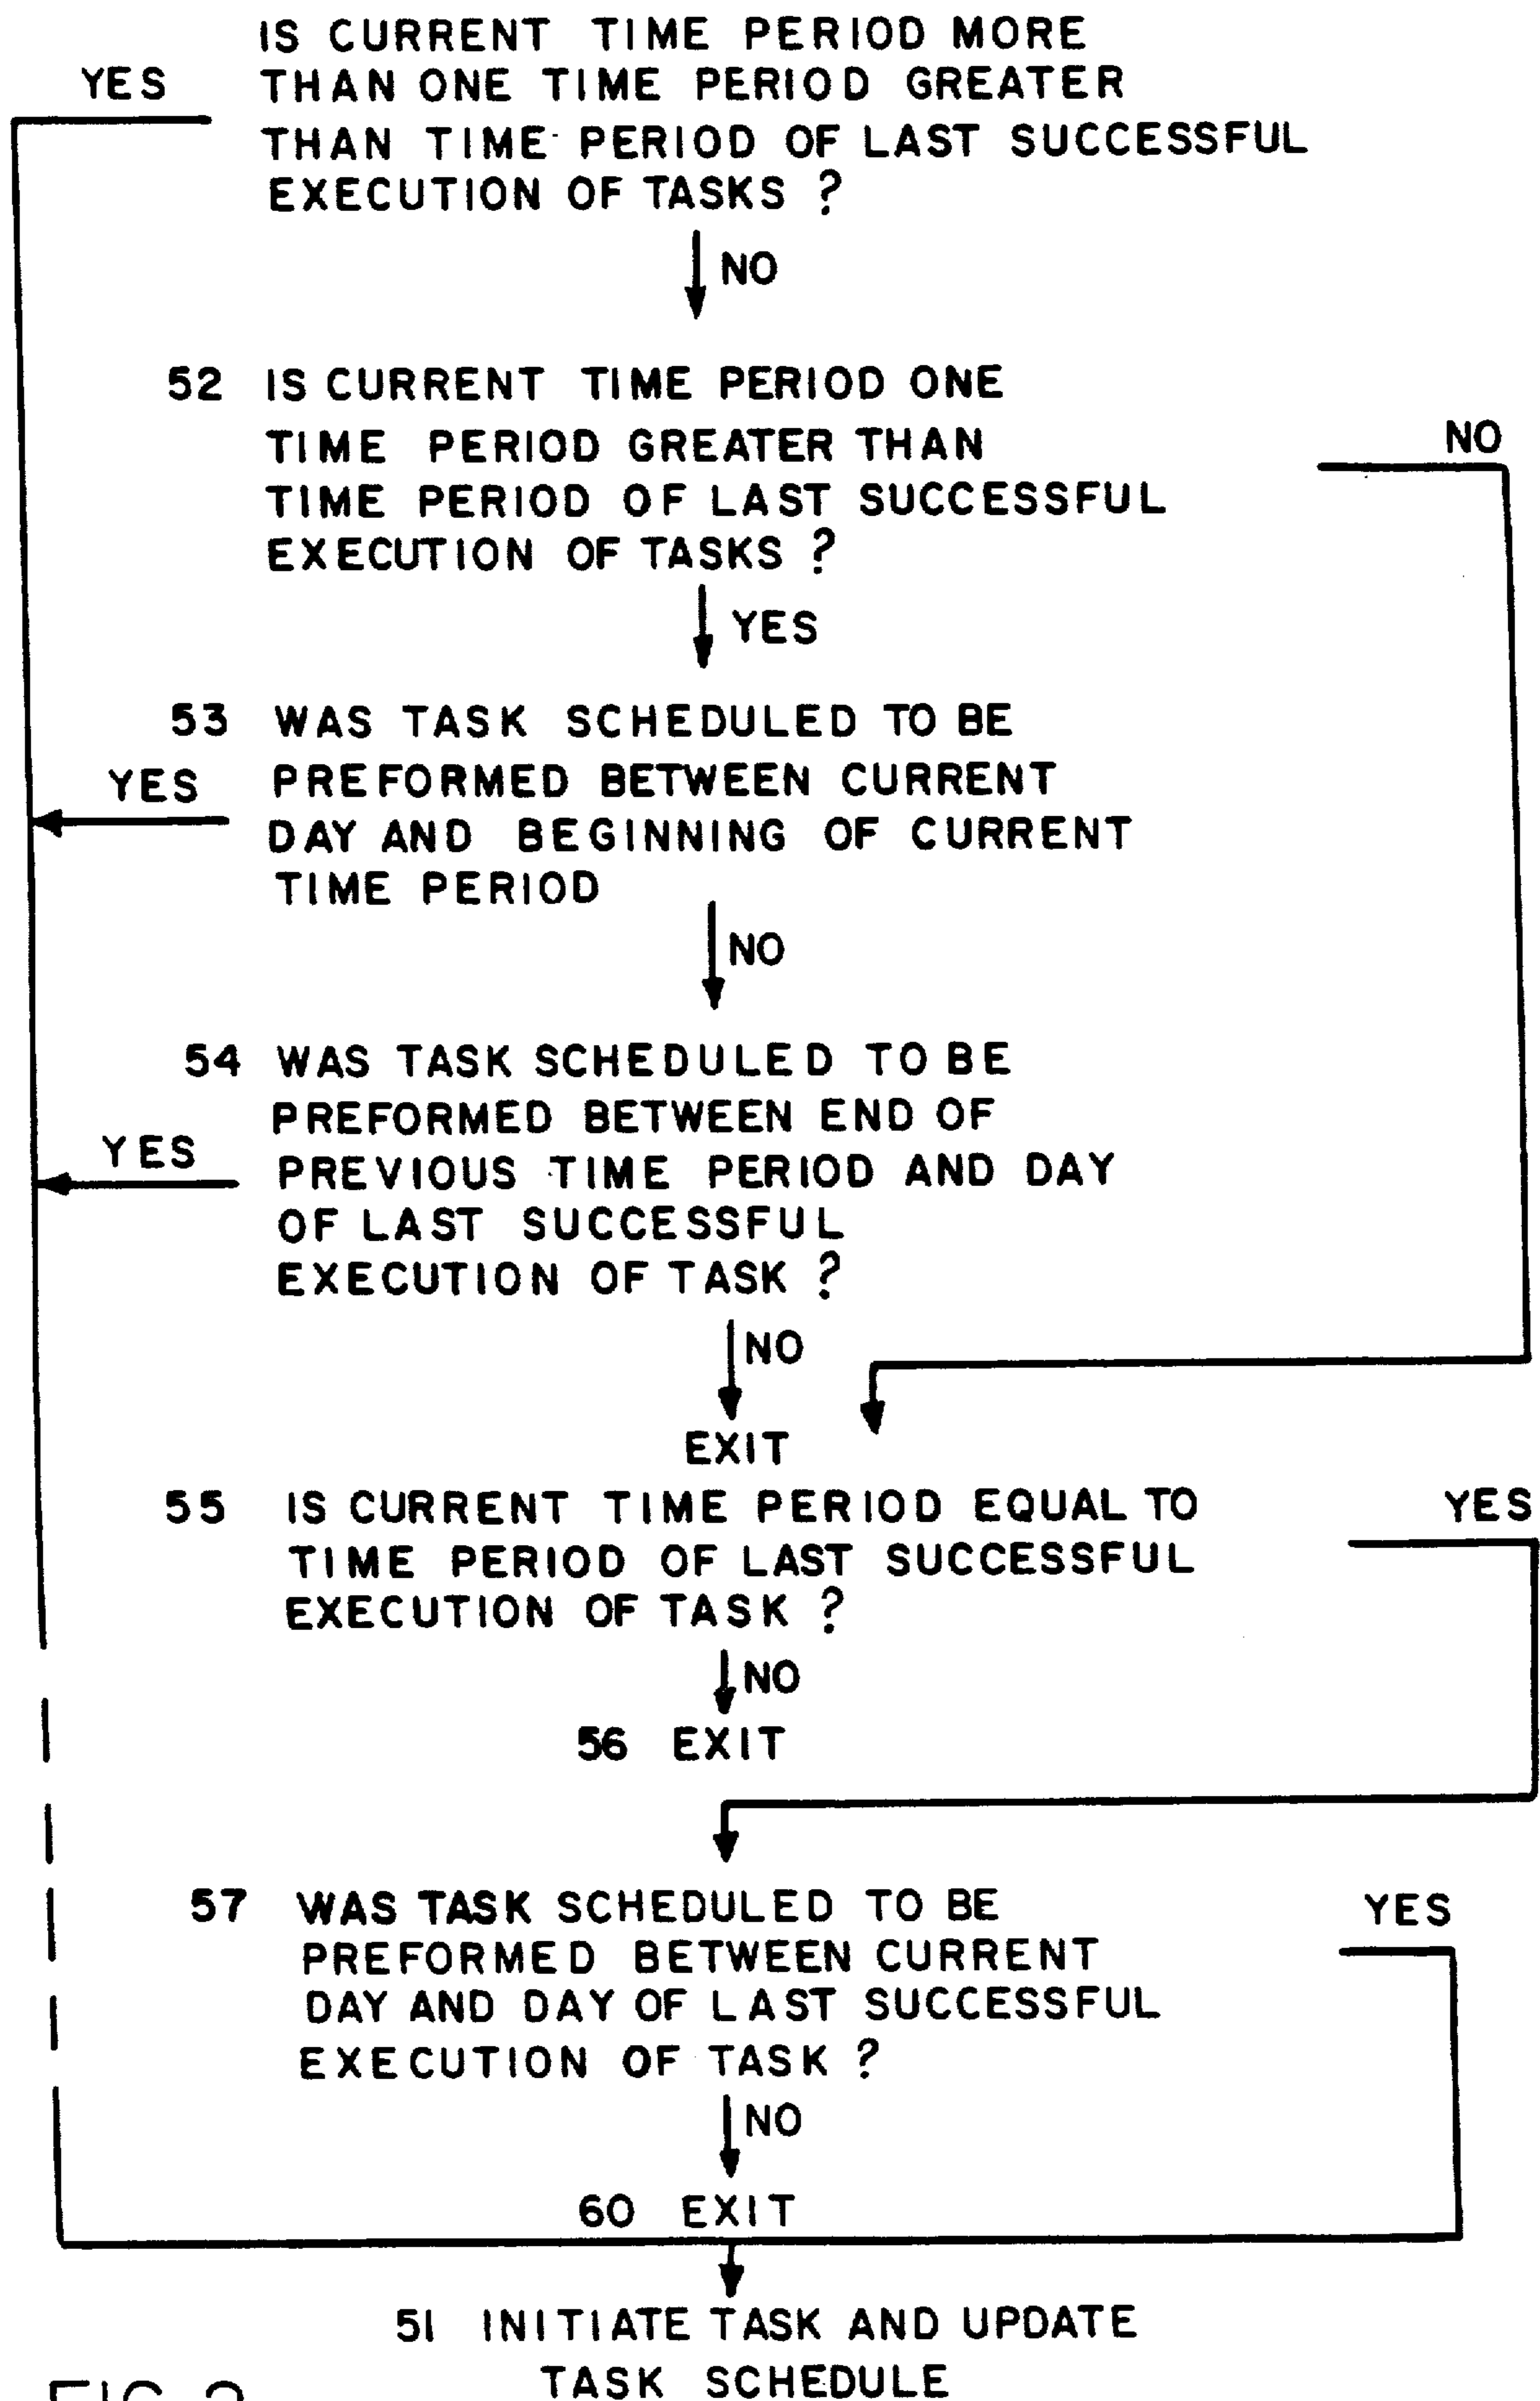 IS CURRENT TIME PERIOD MORE
YES THAN ONE TIME PERIOD GREATER
THAN TIME PERIOD OF LAST SUCCESSFUL
EXECUTION OF TASKS ?
NO
52 IS CURRENT TIME PERIOD ONE
TIME PERIOD GREATER THAN NO
TIME PERIOD OF LAST SUCCESSFUL
EXECUTION OF TASKS ?
YES
53 WAS TASK SCHEDULED TO BE
YES PREFORMED BETWEEN CURRENT
DAY AND BEGINNING OF CURRENT
TIME PERIOD
NO
54 WAS TASK SCHEDULED TO BE
PREFORMED BETWEEN END OF
YES PREVIOUS TIME PERIOD AND DAY
OF LAST SUCCESSFUL
EXECUTION OF TASK ?
NO
EXIT
55 IS CURRENT TIME PERIOD EQUAL TO YES
TIME PERIOD OF LAST SUCCESSFUL
EXECUTION OF TASK ?
NO
56 EXIT
57 WAS TASK SCHEDULED TO BE YES
PREFORMED BETWEEN CURRENT
DAY AND DAY OF LAST SUCCESSFUL
EXECUTION OF TASK ?
NO
60 EXIT
51 INITIATE TASK AND UPDATE
TASK SCHEDULE